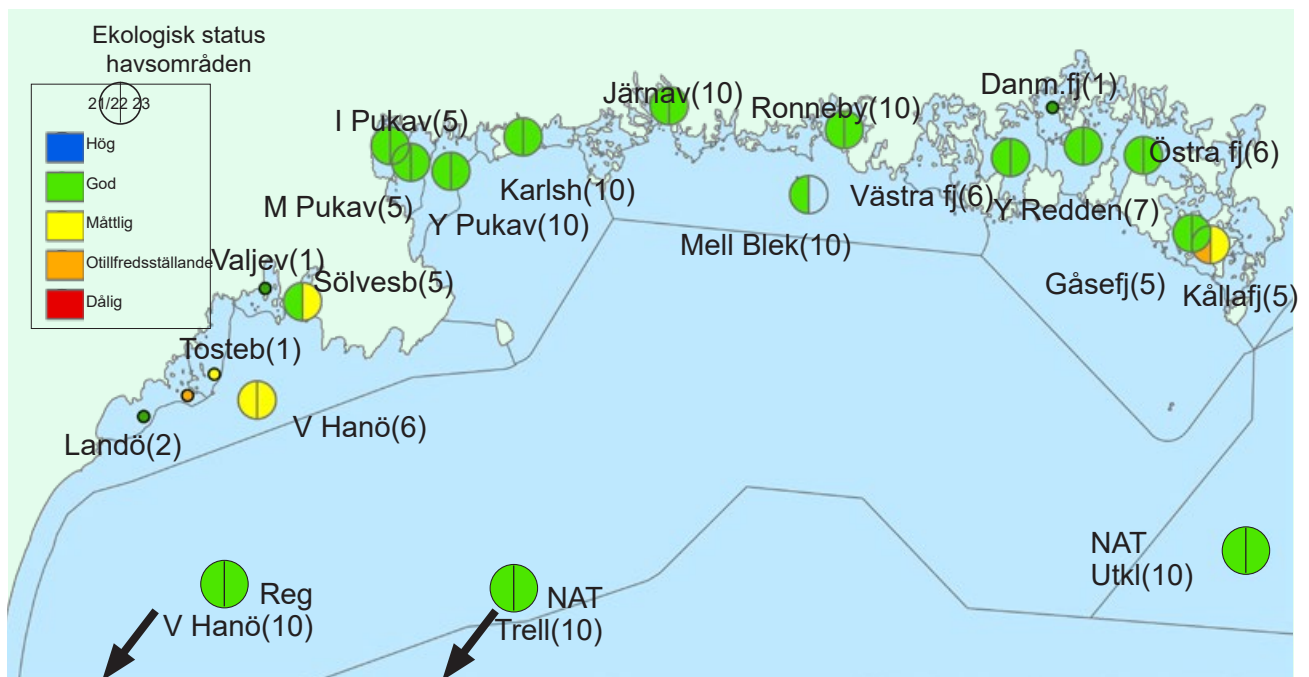 Ekologisk status
havsområden
21/22 23
Hög
God
Måttlig
Otillfredsställande
Dålig
Järnav(10)
Danm.fj(1)
Ronneby(10)
I Pukav(5)
Östra fj(6)
Karlsh(10)
Västra fj(6)
M Pukav(5)
Y Pukav(10)
Y Redden(7)
Mell Blek(10)
Valjev(1)
Sölvesb(5)
Gåsefj(5)
Kållafj(5)
Tosteb(1)
V Hanö(6)
Landö(2)
NAT
Utkl(10)
Reg
V Hanö(10)
NAT
Trell(10)